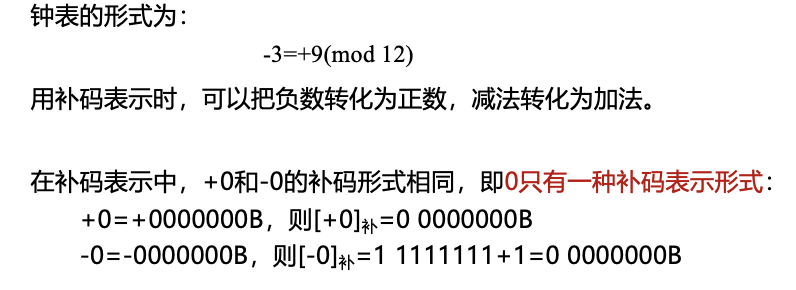 钟表的形式为：
-3=+9(mod 12)
用补码表示时，可以把负数转化为正数，减法转化为加法。
在补码表示中，+0和-0的补码形式相同，即0只有一种补码表示形式：
+0=+0000000B，则[+0]补=0 0000000B
-0=-0000000B，则[-0]补=1 1111111+1=0 0000000B